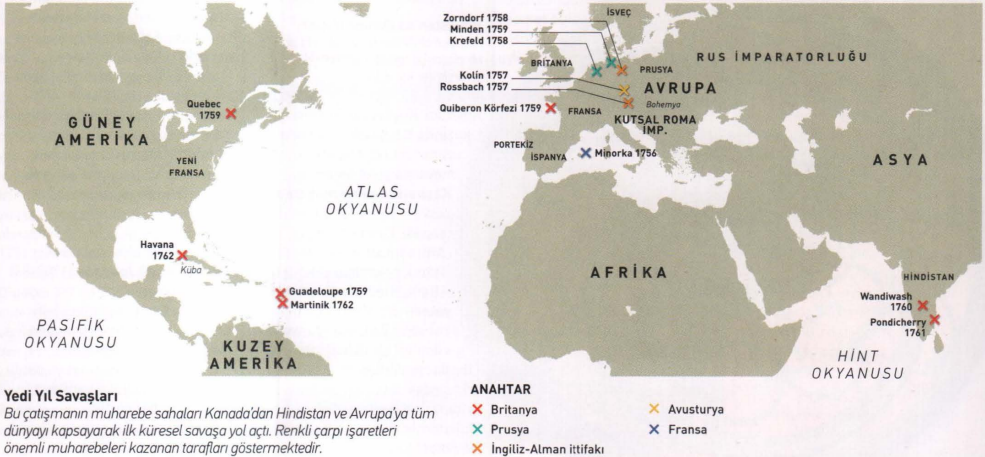 Zorndorf 1758
Minden 1759
Krefeld 1758
İSVEÇ
BRİTANYA
PRUSYA
RUS İMPARATORLUĞU
Kolín 1757
Rossbach 1757
AVRUPA
Bohemya
Quiberon Körfezi 1759
FRANSA
KUTSAL ROMA
IMP.
PORTEKİZ
İSPANYA
Minorka 1756
ASYA
Quebec
1759
GÜNEY
AMERİKA
YENİ
FRANSA
ATLAS
OKYANUSU
Havana
1762
Küba
Guadeloupe 1759
Martinik 1762
AFRİKA
HİNDİSTAN
Wandiwash
1760
Pondicherry
1761
PASİFİK
OKYANUSU
KUZEY
AMERİKA
HİNT
OKYANUSU
Yedi Yıl Savaşları
Bu çatışmanın muharebe sahaları Kanada'dan Hindistan ve Avrupa'ya tüm
dünyayı kapsayarak ilk küresel savaşa yol açtı. Renkli çarpı işaretleri
önemli muharebeleri kazanan tarafları göstermektedir.
ANAHTAR
Britanya
Prusya
İngiliz-Alman ittifakı
Avusturya
Fransa